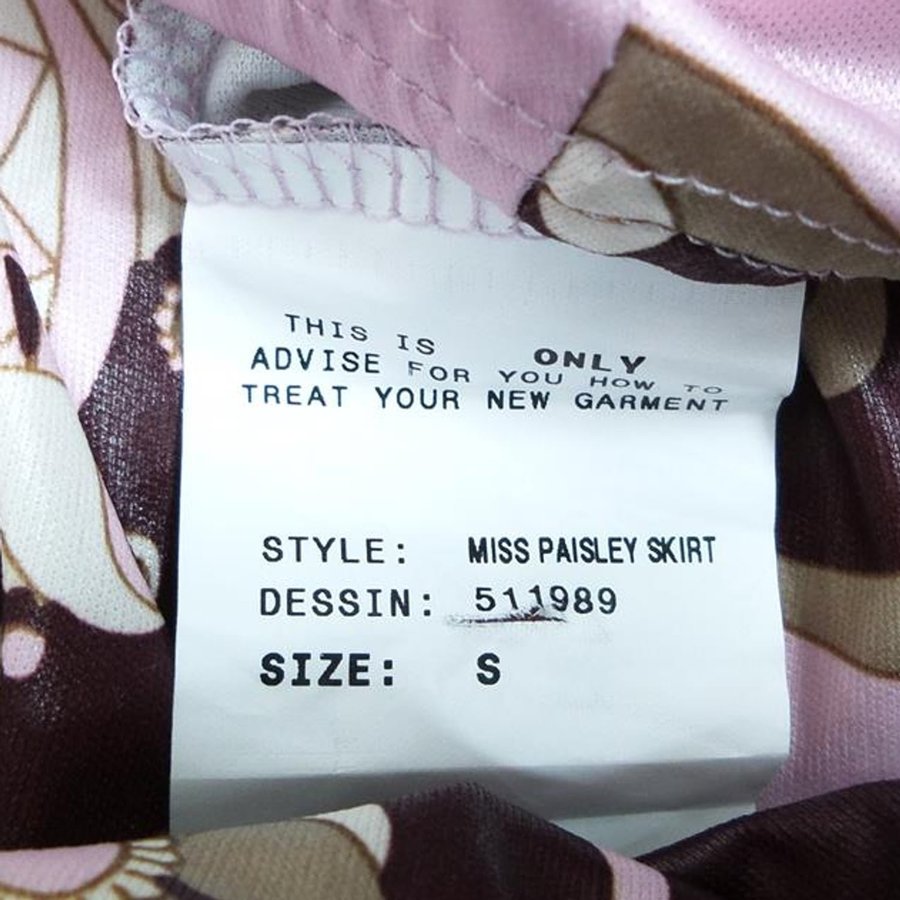 THIS IS ONLY
ADVISE FOR YOU HOW TO
TREAT YOUR NEW GARMENT
STYLE: MISS PAISLEY SKIRT
DESSIN: 511989
SIZE: S